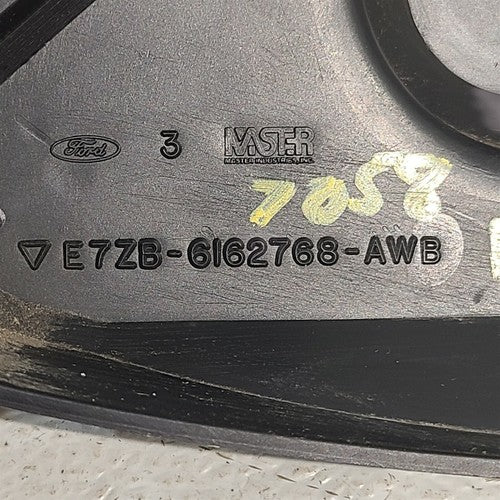 Ford 3 MASTER
MASTER INDUSTRIES, INC.
7058
E7ZB-6162768-AWB